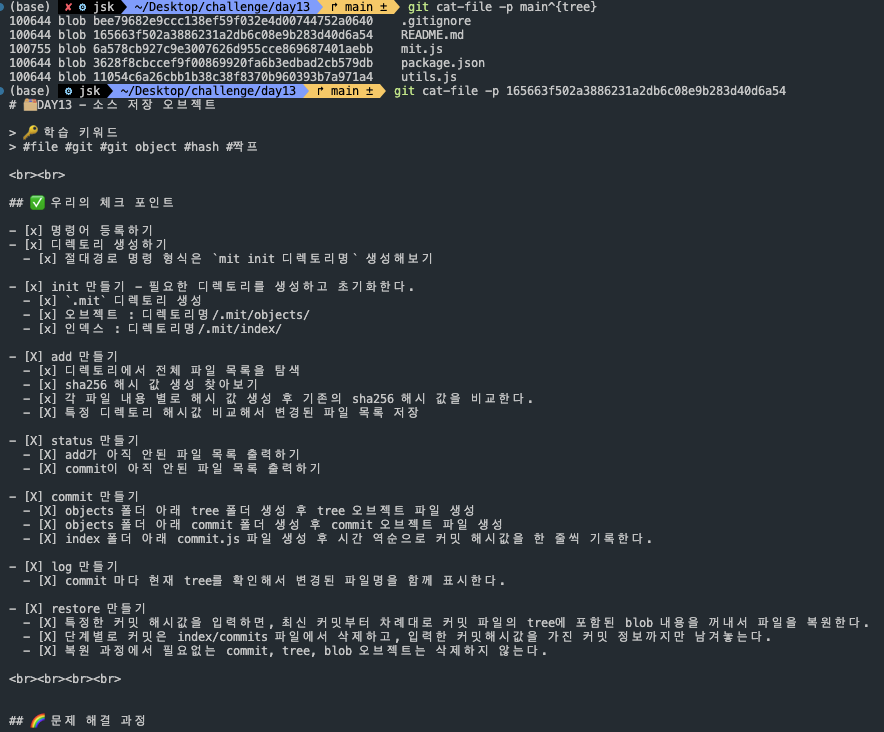 (base) ✘ ⚙ jsk ~/Desktop/challenge/day13 main ± git cat-file -p main^{tree}
100644 blob bee79682e9ccc138ef59f032e4d00744752a0640 .gitignore
100644 blob 165663f502a3886231a2db6c08e9b283d40d6a54 README.md
100755 blob 6a578cb927c9e3007626d955cce869687401aebb mit.js
100644 blob 3628f8cbccef9f00869920fa6b3edbad2cb579db package.json
100644 blob 11054c6a26cbb1b38c38f8370b960393b7a971a4 utils.js
(base) ⚙ jsk ~/Desktop/challenge/day13 main ± git cat-file -p 165663f502a3886231a2db6c08e9b283d40d6a54
# 🗂DAY13 - 소스 저장 오브젝트
> 🔑 학습 키워드
> #file #git #git object #hash #짝프
<br><br>
## ✅ 우리의 체크 포인트
- [x] 명령어 등록하기
- [x] 디렉토리 생성하기
- [x] 절대경로 명령 형식은 `mit init 디렉토리명` 생성해보기
- [x] init 만들기 - 필요한 디렉토리를 생성하고 초기화한다.
- [x] `.mit` 디렉토리 생성
- [x] 오브젝트 : 디렉토리명/.mit/objects/
- [x] 인덱스 : 디렉토리명/.mit/index/
- [X] add 만들기
- [x] 디렉토리에서 전체 파일 목록을 탐색
- [x] sha256 해시 값 생성 찾아보기
- [x] 각 파일 내용 별로 해시 값 생성 후 기존의 sha256 해시 값을 비교한다.
- [X] 특정 디렉토리 해시값 비교해서 변경된 파일 목록 저장
- [X] status 만들기
- [X] add가 아직 안된 파일 목록 출력하기
- [X] commit이 아직 안된 파일 목록 출력하기
- [X] commit 만들기
- [X] objects 폴더 아래 tree 폴더 생성 후 tree 오브젝트 파일 생성
- [X] objects 폴더 아래 commit 폴더 생성 후 commit 오브젝트 파일 생성
- [X] index 폴더 아래 commit.js 파일 생성 후 시간 역순으로 커밋 해시값을 한 줄씩 기록한다.
- [X] log 만들기
- [X] commit 마다 현재 tree를 확인해서 변경된 파일명을 함께 표시한다.
- [X] restore 만들기
- [X] 특정한 커밋 해시값을 입력하면, 최신 커밋부터 차례대로 커밋 파일의 tree에 포함된 blob 내용을 꺼내서 파일을 복원한다.
- [X] 단계별로 커밋은 index/commits 파일에서 삭제하고, 입력한 커밋해시값을 가진 커밋 정보까지만 남겨놓는다.
- [X] 복원 과정에서 필요없는 commit, tree, blob 오브젝트는 삭제하지 않는다.
<br><br><br><br>
## 🌈 문제 해결 과정